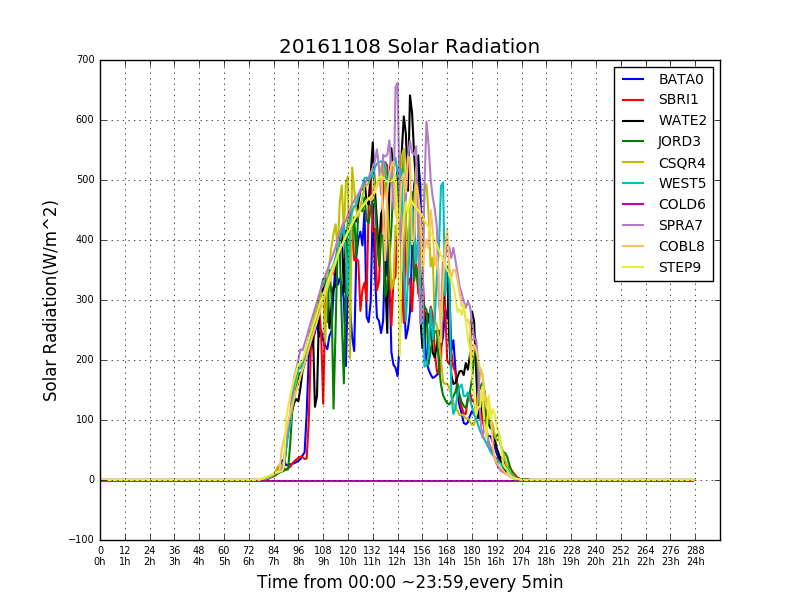 20161108 Solar Radiation
700
600
500
400
300
200
100
0
−100
Solar Radiation(W/m^2)
BATA0
SBRI1
WATE2
JORD3
CSQR4
WEST5
COLD6
SPRA7
COBL8
STEP9
0 12 24 36 48 60 72 84 96 108 120 132 144 156 168 180 192 204 216 228 240 252 264 276 288
0h 1h 2h 3h 4h 5h 6h 7h 8h 9h 10h 11h 12h 13h 14h 15h 16h 17h 18h 19h 20h 21h 22h 23h 24h
Time from 00:00 ~23:59,every 5min